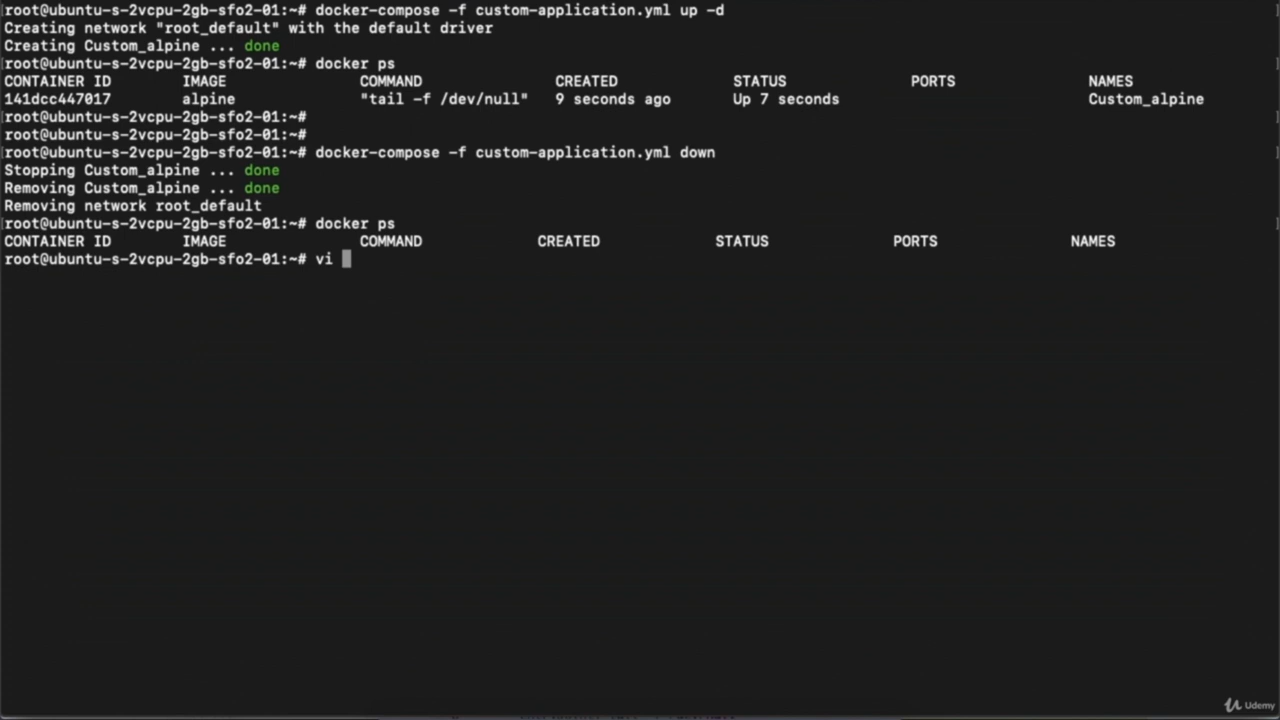 root@ubuntu-s-2vcpu-2gb-sfo2-01:~# docker-compose -f custom-application.yml up -d
Creating network "root_default" with the default driver
Creating Custom_alpine ... done
root@ubuntu-s-2vcpu-2gb-sfo2-01:~# docker ps
CONTAINER ID IMAGE COMMAND CREATED STATUS PORTS NAMES
141dcc447017 alpine "tail -f /dev/null" 9 seconds ago Up 7 seconds Custom_alpine
root@ubuntu-s-2vcpu-2gb-sfo2-01:~#
root@ubuntu-s-2vcpu-2gb-sfo2-01:~#
root@ubuntu-s-2vcpu-2gb-sfo2-01:~# docker-compose -f custom-application.yml down
Stopping Custom_alpine ... done
Removing Custom_alpine ... done
Removing network root_default
root@ubuntu-s-2vcpu-2gb-sfo2-01:~# docker ps
CONTAINER ID IMAGE COMMAND CREATED STATUS PORTS NAMES
root@ubuntu-s-2vcpu-2gb-sfo2-01:~# vi
Udemy